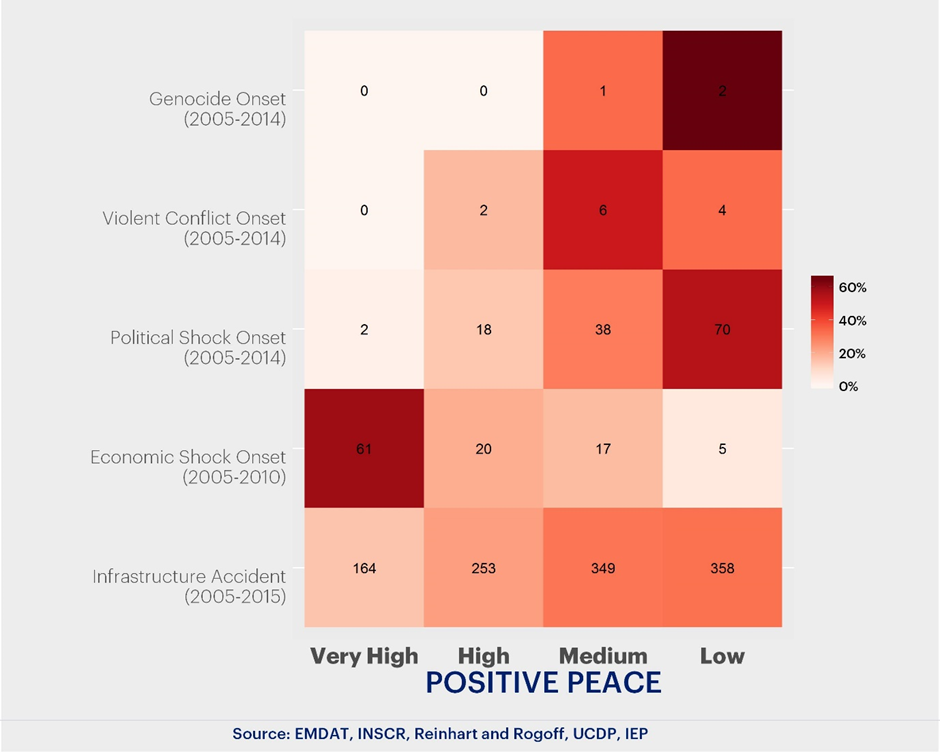 Genocide Onset
(2005-2014)
0 0 1 2
Violent Conflict Onset
(2005-2014)
0 2 6 4
Political Shock Onset
(2005-2014)
2 18 38 70
Economic Shock Onset
(2005-2010)
61 20 17 5
Infrastructure Accident
(2005-2015)
164 253 349 358
60%
40%
20%
0%
Very High High Medium Low
POSITIVE PEACE
Source: EMDAT, INSCR, Reinhart and Rogoff, UCDP, IEP